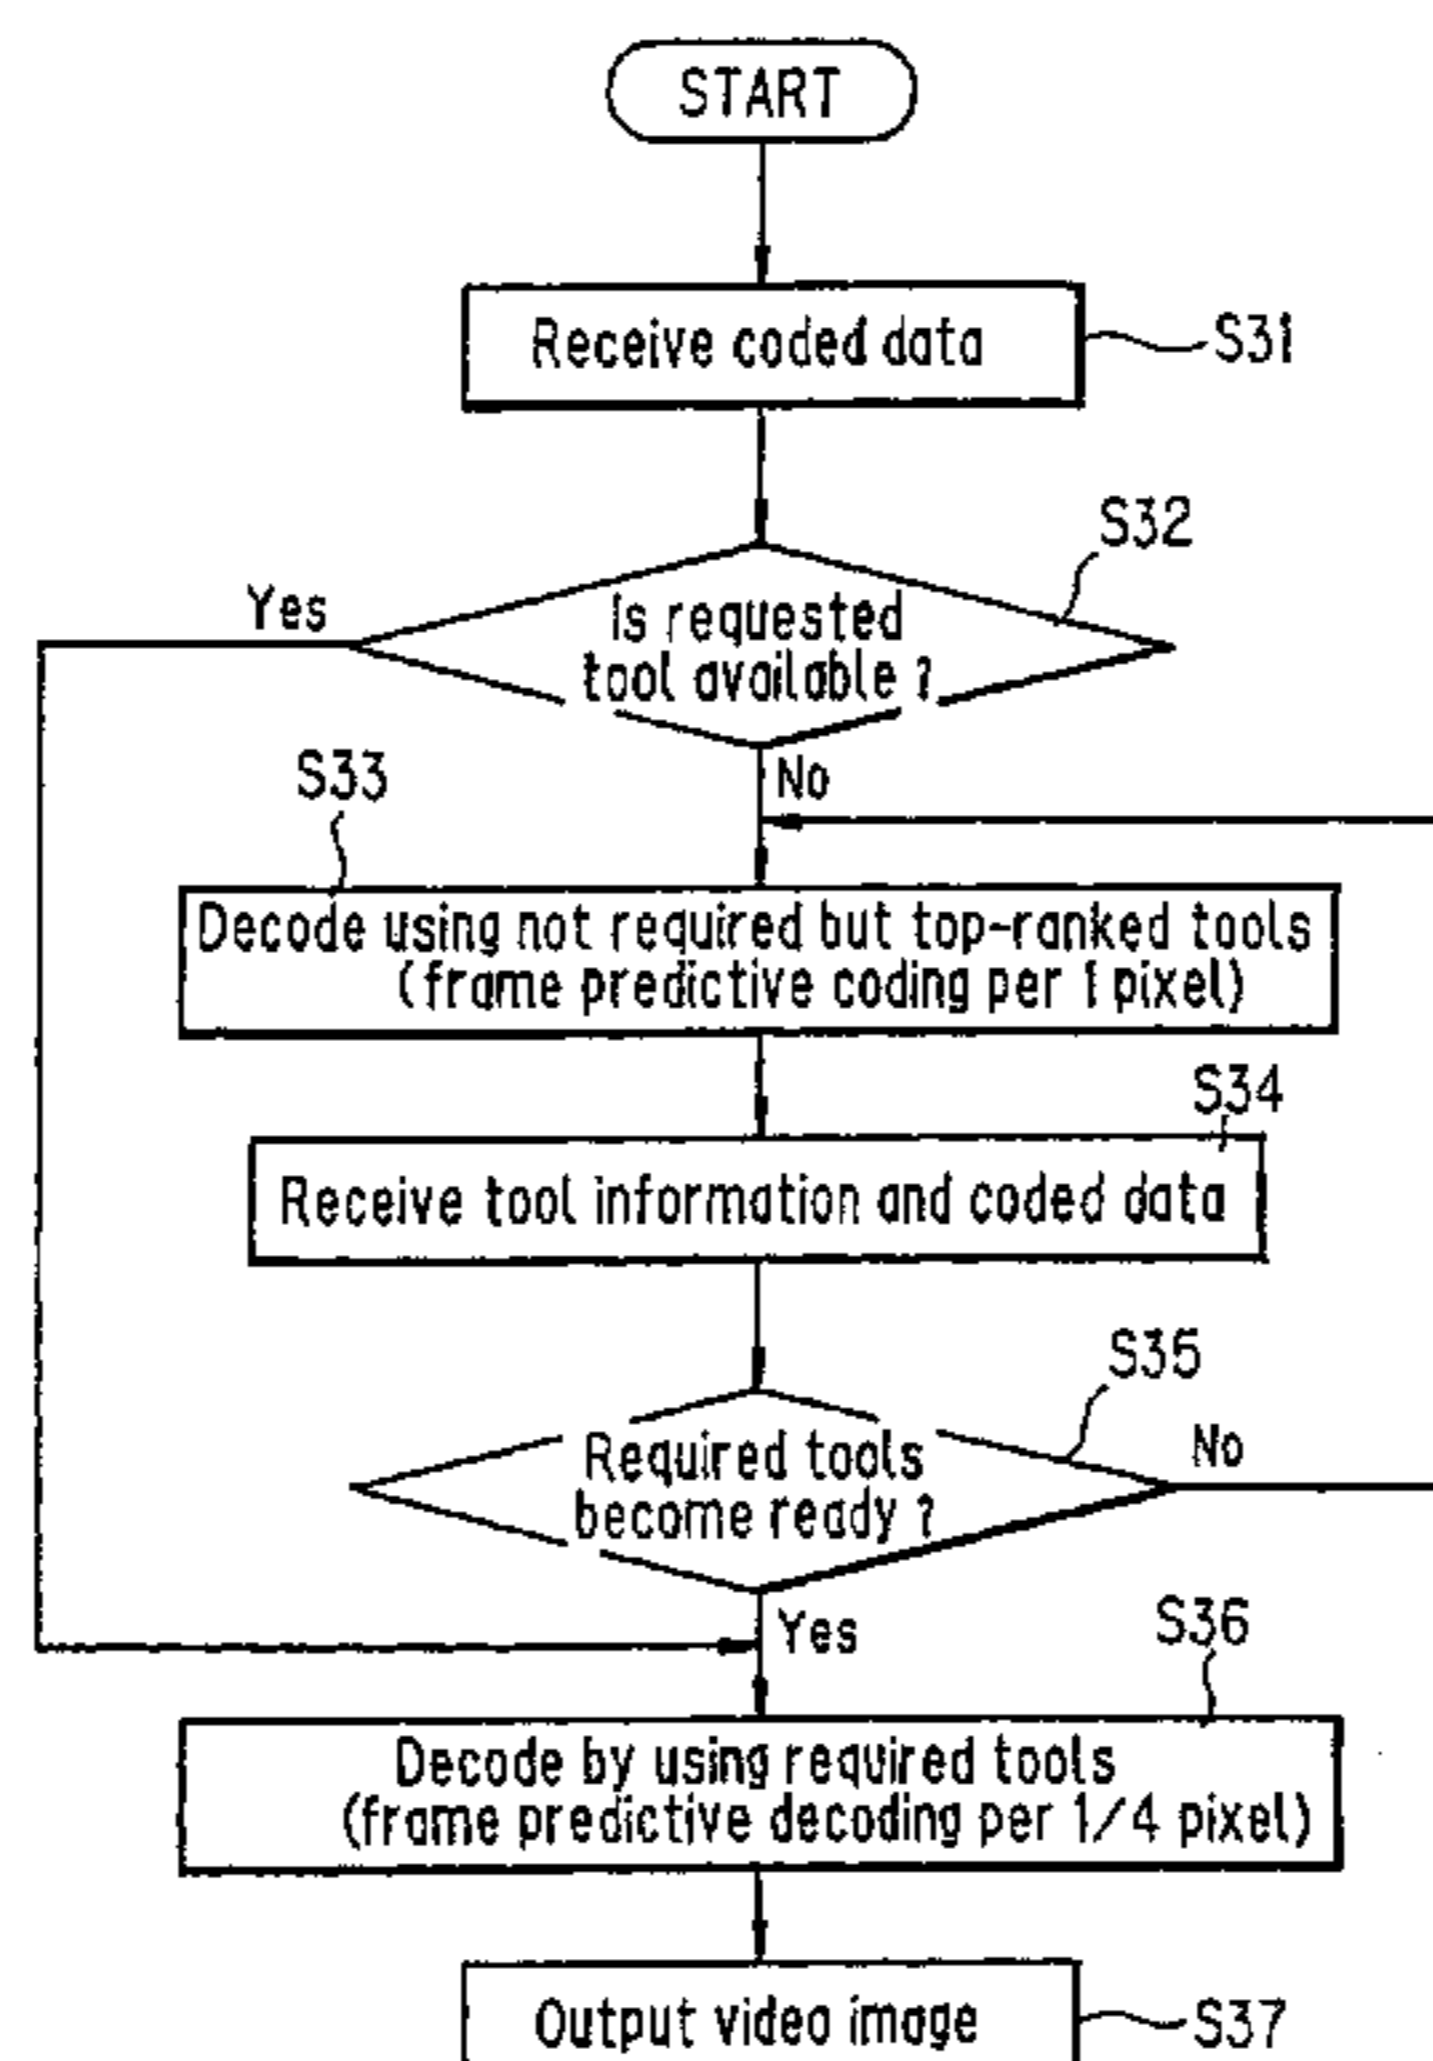 START
Receive coded data
S31
S32
Yes
Is requested
tool available ?
No
S33
Decode using not required but top-ranked tools
(frame predictive coding per 1 pixel)
S34
Receive tool information and coded data
S35
Required tools
become ready ?
No
Yes
S36
Decode by using required tools
(frame predictive decoding per 1/4 pixel)
Output video image
S37